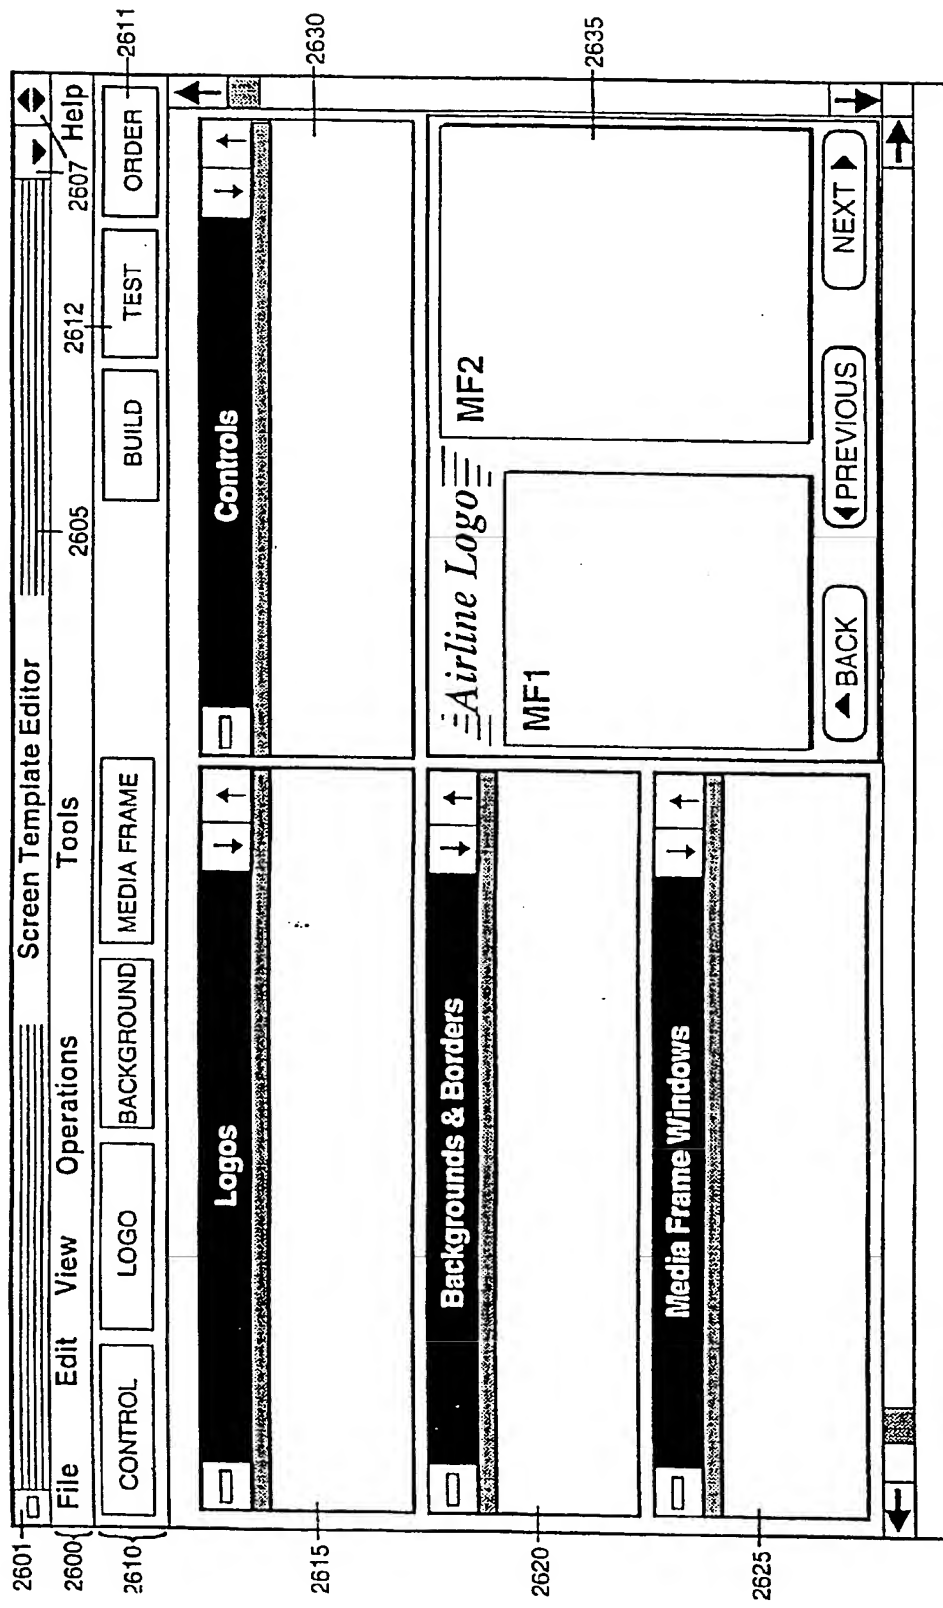 2601
Screen Template Editor
2605
2607
2600
File Edit View Operations Tools Help
2612
2611
2610
CONTROL LOGO BACKGROUND MEDIA FRAME BUILD TEST ORDER
Logos
2615
Controls
2630
Backgrounds & Borders
2620
Media Frame Windows
2625
Airline Logo
MF1
MF2
2635
BACK PREVIOUS NEXT